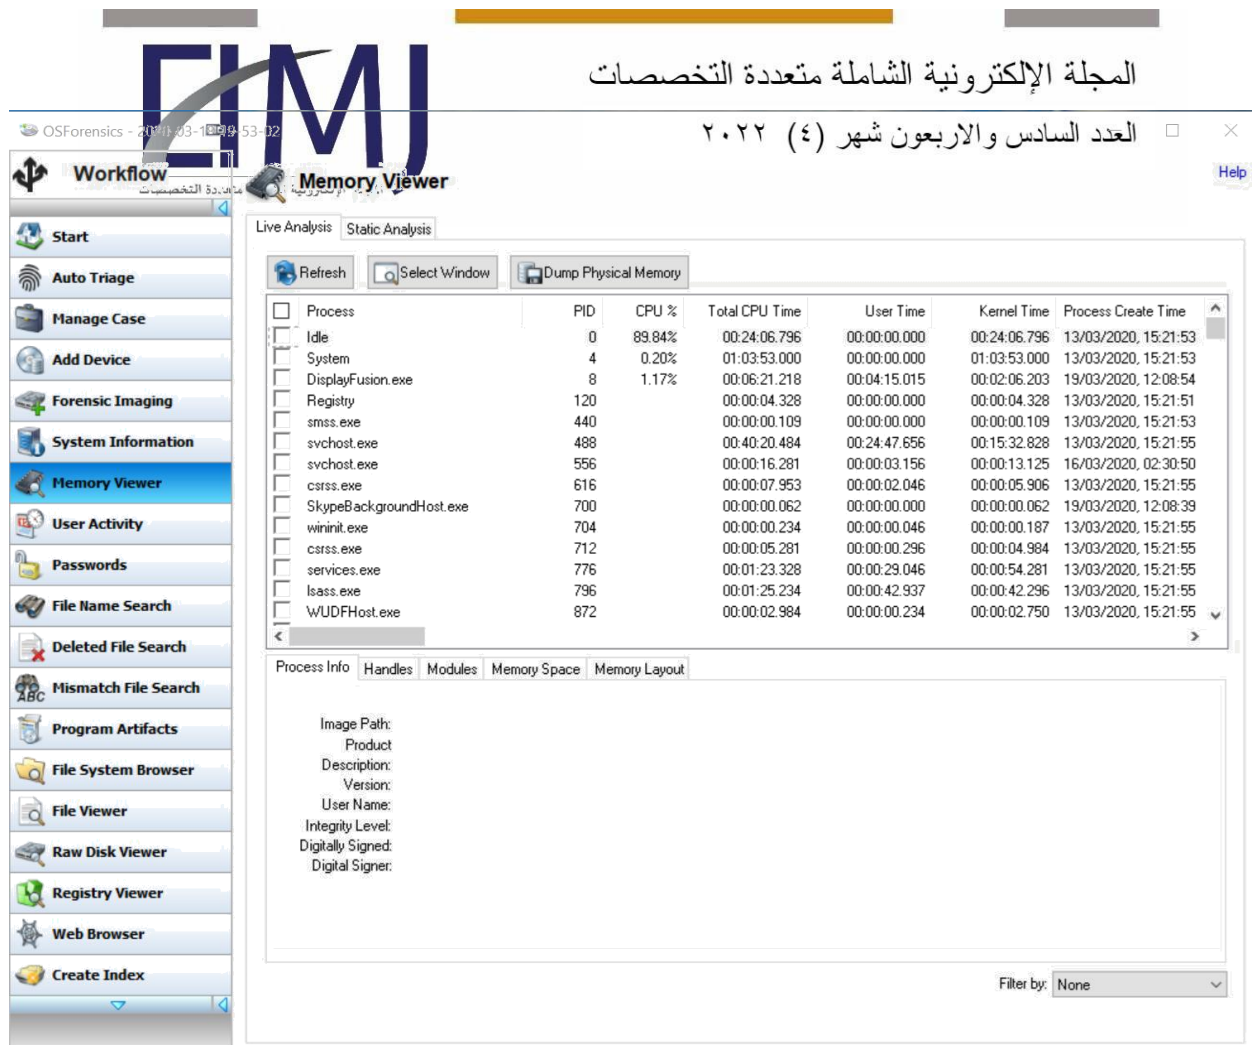 EIMJ
المجلة الإلكترونية الشاملة متعددة التخصصات
العدد السادس والاربعون شهر (٤) ٢٠٢٢
OSForensics -
Workflow
متعددة التخصصات
Memory Viewer
Help
Start
Auto Triage
Manage Case
Add Device
Forensic Imaging
System Information
Memory Viewer
User Activity
Passwords
File Name Search
Deleted File Search
Mismatch File Search
Program Artifacts
File System Browser
File Viewer
Raw Disk Viewer
Registry Viewer
Web Browser
Create Index
Live Analysis Static Analysis
Refresh Select Window Dump Physical Memory
Process PID CPU % Total CPU Time User Time Kernel Time Process Create Time
Idle 0 89.84% 00:24:06.796 00:00:00.000 00:24:06.796 13/03/2020, 15:21:53
System 4 0.20% 01:03:53.000 00:00:00.000 01:03:53.000 13/03/2020, 15:21:53
DisplayFusion.exe 8 1.17% 00:06:21.218 00:04:15.015 00:02:06.203 19/03/2020, 12:08:54
Registry 120 00:00:04.328 00:00:00.000 00:00:04.328 13/03/2020, 15:21:51
smss.exe 440 00:00:00.109 00:00:00.000 00:00:00.109 13/03/2020, 15:21:53
svchost.exe 488 00:40:20.484 00:24:47.656 00:15:32.828 13/03/2020, 15:21:55
svchost.exe 556 00:00:16.281 00:00:03.156 00:00:13.125 16/03/2020, 02:30:50
csrss.exe 616 00:00:07.953 00:00:02.046 00:00:05.906 13/03/2020, 15:21:55
SkypeBackgroundHost.exe 700 00:00:00.062 00:00:00.000 00:00:00.062 19/03/2020, 12:08:39
wininit.exe 704 00:00:00.234 00:00:00.046 00:00:00.187 13/03/2020, 15:21:55
csrss.exe 712 00:00:05.281 00:00:00.296 00:00:04.984 13/03/2020, 15:21:55
services.exe 776 00:01:23.328 00:00:29.046 00:00:54.281 13/03/2020, 15:21:55
lsass.exe 796 00:01:25.234 00:00:42.937 00:00:42.296 13/03/2020, 15:21:55
WUDFHost.exe 872 00:00:02.984 00:00:00.234 00:00:02.750 13/03/2020, 15:21:55
Process Info Handles Modules Memory Space Memory Layout
Image Path:
Product
Description:
Version:
User Name:
Integrity Level:
Digitally Signed:
Digital Signer:
Filter by: None